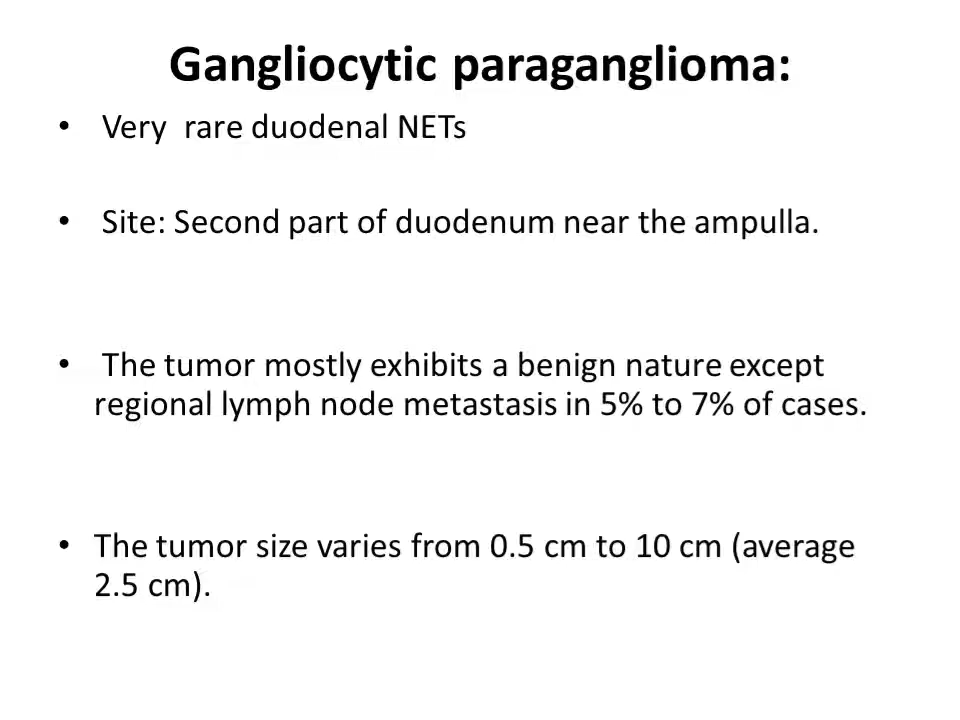 Gangliocytic paraganglioma:
• Very  rare duodenal NETs
• Site: Second part of duodenum near the ampulla.
• The tumor mostly exhibits a benign nature except
regional lymph node metastasis in 5% to 7% of cases.
• The tumor size varies from 0.5 cm to 10 cm (average
2.5 cm).